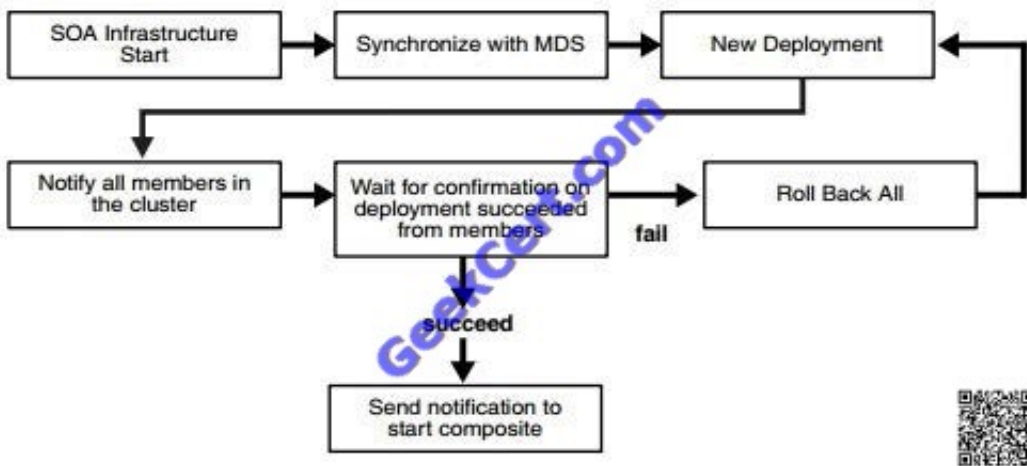 SOA Infrastructure
Start
Synchronize with MDS
New Deployment
Notify all members in
the cluster
Wait for confirmation on
deployment succeeded
from members
fail
Roll Back All
succeed
Send notification to
start composite
GeekCert.com